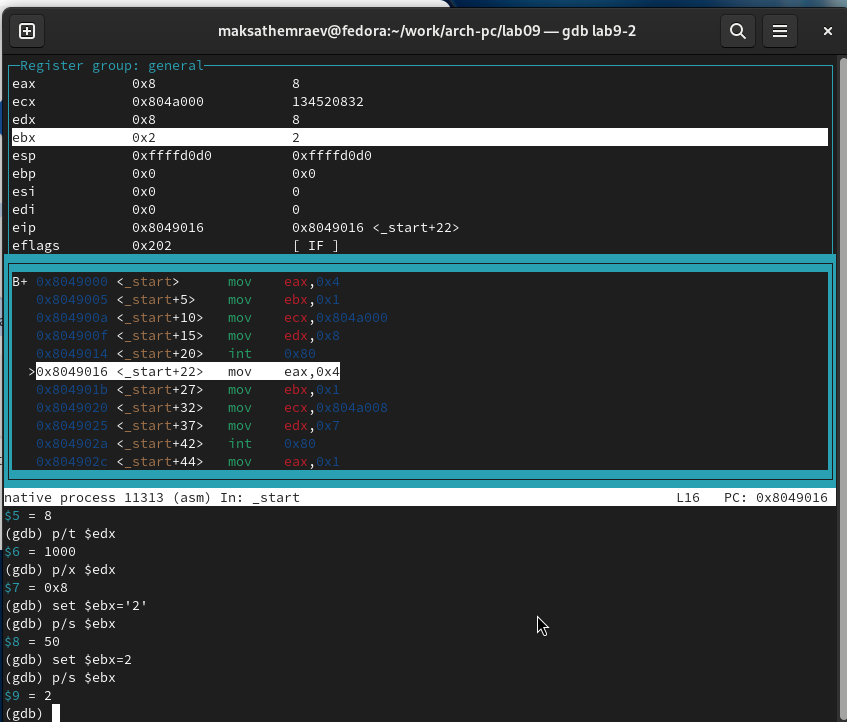 maksathemraev@fedora:~/work/arch-pc/lab09 — gdb lab9-2
Register group: general
eax 0x8 8
ecx 0x804a000 134520832
edx 0x8 8
ebx 0x2 2
esp 0xffffd0d0 0xffffd0d0
ebp 0x0 0x0
esi 0x0 0
edi 0x0 0
eip 0x8049016 0x8049016 <_start+22>
eflags 0x202 [ IF ]
B+ 0x8049000 <_start> mov eax,0x4
0x8049005 <_start+5> mov ebx,0x1
0x804900a <_start+10> mov ecx,0x804a000
0x804900f <_start+15> mov edx,0x8
0x8049014 <_start+20> int 0x80
>0x8049016 <_start+22> mov eax,0x4
0x804901b <_start+27> mov ebx,0x1
0x8049020 <_start+32> mov ecx,0x804a008
0x8049025 <_start+37> mov edx,0x7
0x804902a <_start+42> int 0x80
0x804902c <_start+44> mov eax,0x1
native process 11313 (asm) In: _start L16 PC: 0x8049016
$5 = 8
(gdb) p/t $edx
$6 = 1000
(gdb) p/x $edx
$7 = 0x8
(gdb) set $ebx='2'
(gdb) p/s $ebx
$8 = 50
(gdb) set $ebx=2
(gdb) p/s $ebx
$9 = 2
(gdb)